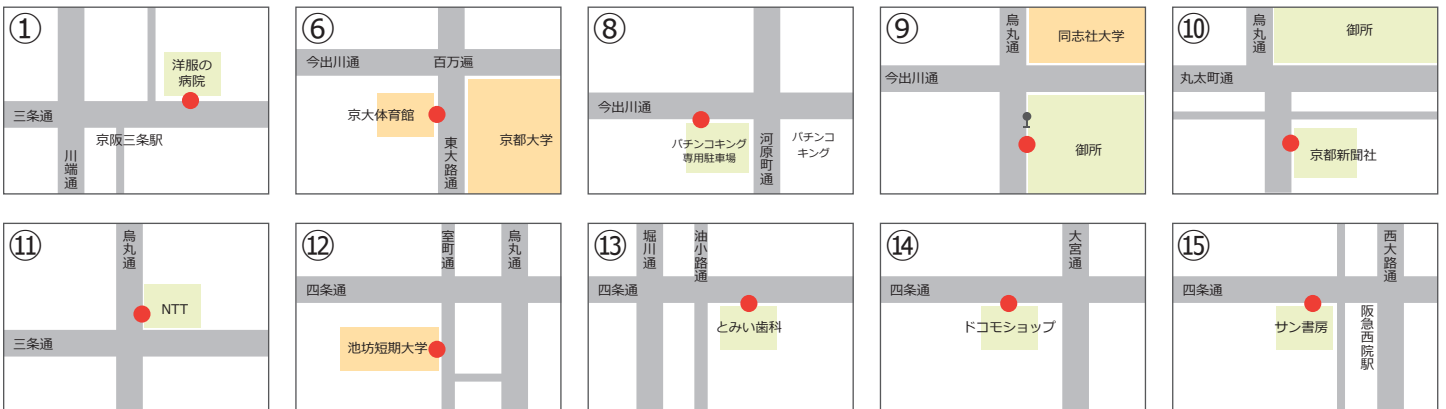 ①
洋服の
病院
三条通
京阪三条駅
川端通
⑥
今出川通
百万遍
京大体育館
京都大学
東大路通
⑧
今出川通
パチンコキング
専用駐車場
河原町通
パチンコ
キング
⑨
烏丸通
同志社大学
今出川通
御所
⑩
烏丸通
御所
丸太町通
京都新聞社
⑪
烏丸通
NTT
三条通
⑫
室町通
烏丸通
四条通
池坊短期大学
⑬
堀川通
油小路通
四条通
とみい歯科
⑭
大宮通
四条通
ドコモショップ
⑮
西大路通
四条通
サン書房
阪急西院駅